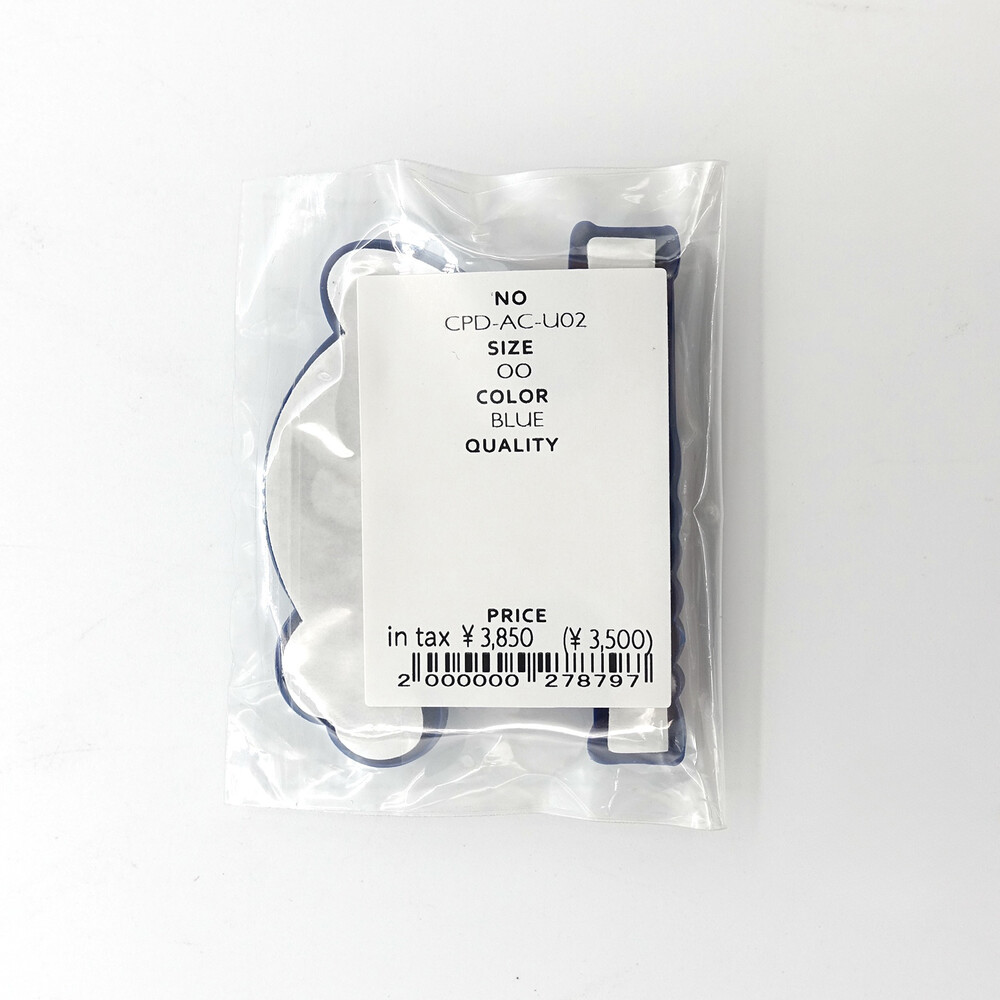 NO
CPD-AC-U02
SIZE
00
COLOR
BLUE
QUALITY
PRICE
in tax ¥ 3,850 (¥ 3,500)
2 000000 278797